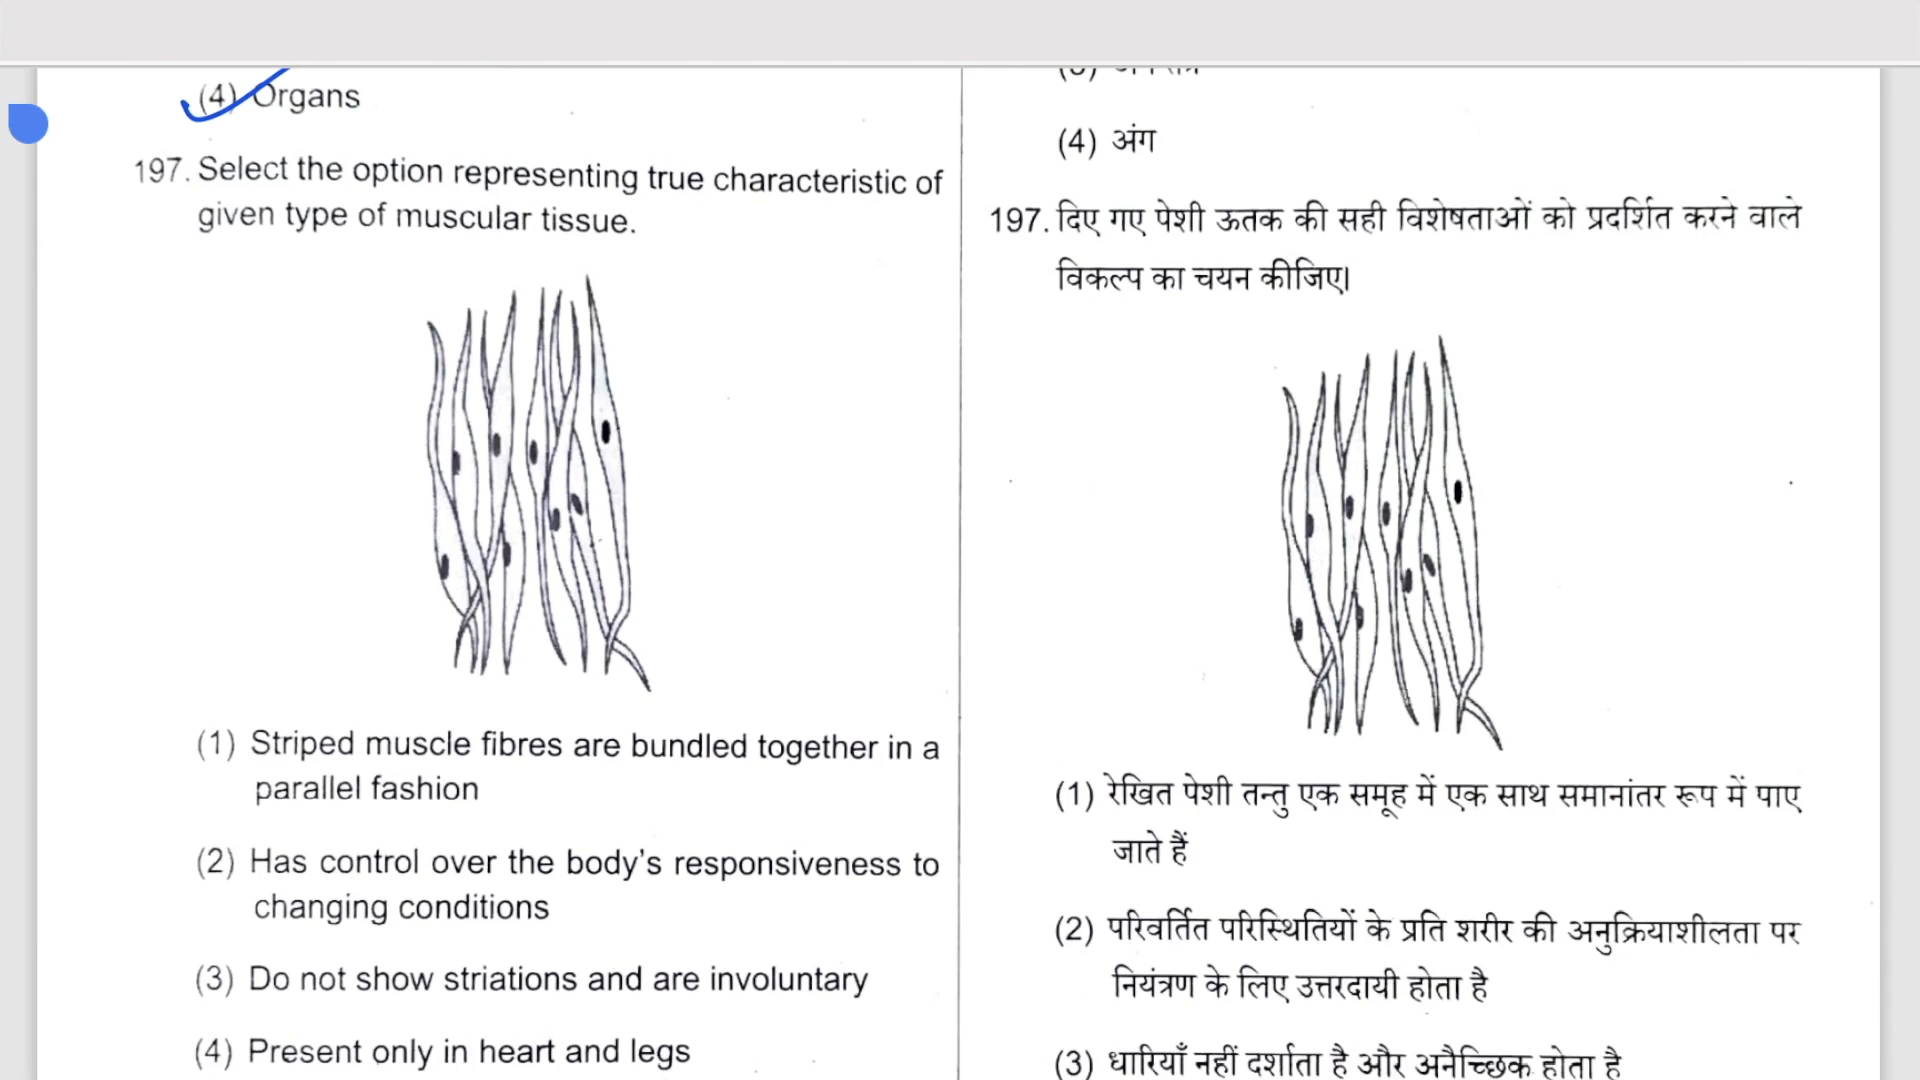 (4) Organs
197. Select the option representing true characteristic of
given type of muscular tissue.
(1) Striped muscle fibres are bundled together in a
parallel fashion
(2) Has control over the body's responsiveness to
changing conditions
(3) Do not show striations and are involuntary
(4) Present only in heart and legs
(4) अंग
197. दिए गए पेशी ऊतक की सही विशेषताओं को प्रदर्शित करने वाले
विकल्प का चयन कीजिए।
(1) रेखित पेशी तन्तु एक समूह में एक साथ समानांतर रूप में पाए
जाते हैं
(2) परिवर्तित परिस्थितियों के प्रति शरीर की अनुक्रियाशीलता पर
नियंत्रण के लिए उत्तरदायी होता है
(3) धारियाँ नहीं दर्शाता है और अनैच्छिक होता है